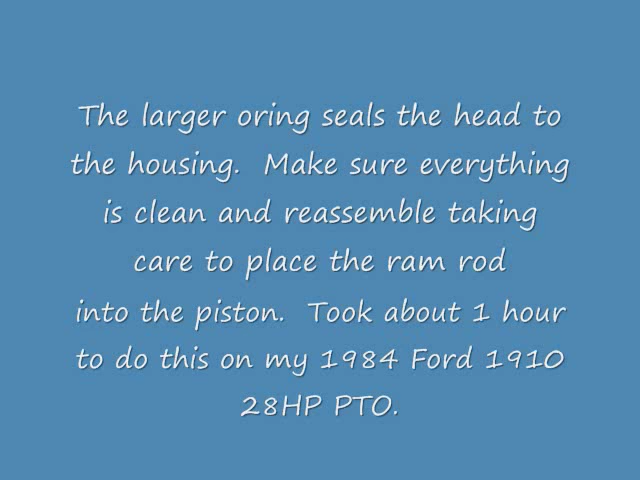 The larger oring seals the head to
the housing.  Make sure everything
is clean and reassemble taking
care to place the ram rod
into the piston.  Took about 1 hour
to do this on my 1984 Ford 1910
28HP PTO.